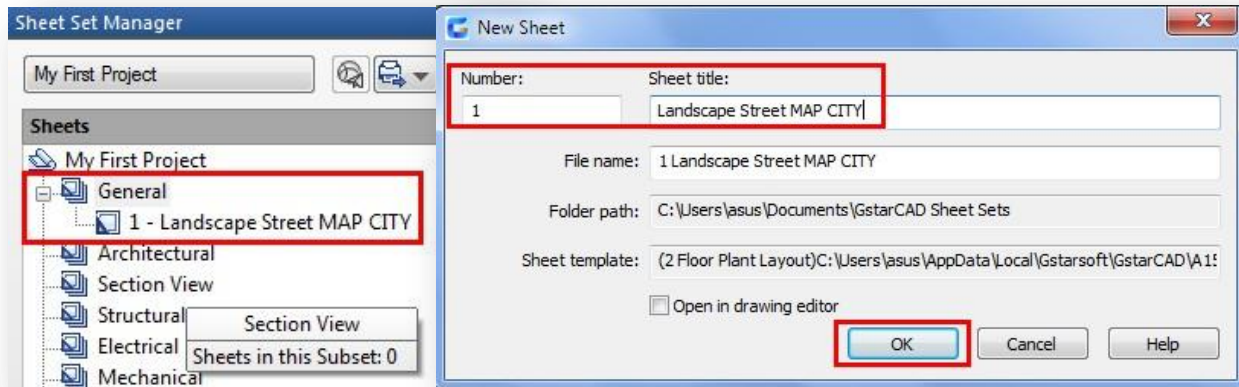 Sheet Set Manager
My First Project
Sheets
My First Project
General
1 - Landscape Street MAP CITY
Architectural
Section View
Structural
Electrical
Mechanical
Section View
Sheets in this Subset: 0
New Sheet
Number: Sheet title:
1 Landscape Street MAP CITY
File name: 1 Landscape Street MAP CITY
Folder path: C:\Users\asus\Documents\GstarCAD Sheet Sets
Sheet template: (2 Floor Plant Layout)C:\Users\asus\AppData\Local\Gstarsoft\GstarCAD\A15
Open in drawing editor
OK Cancel Help